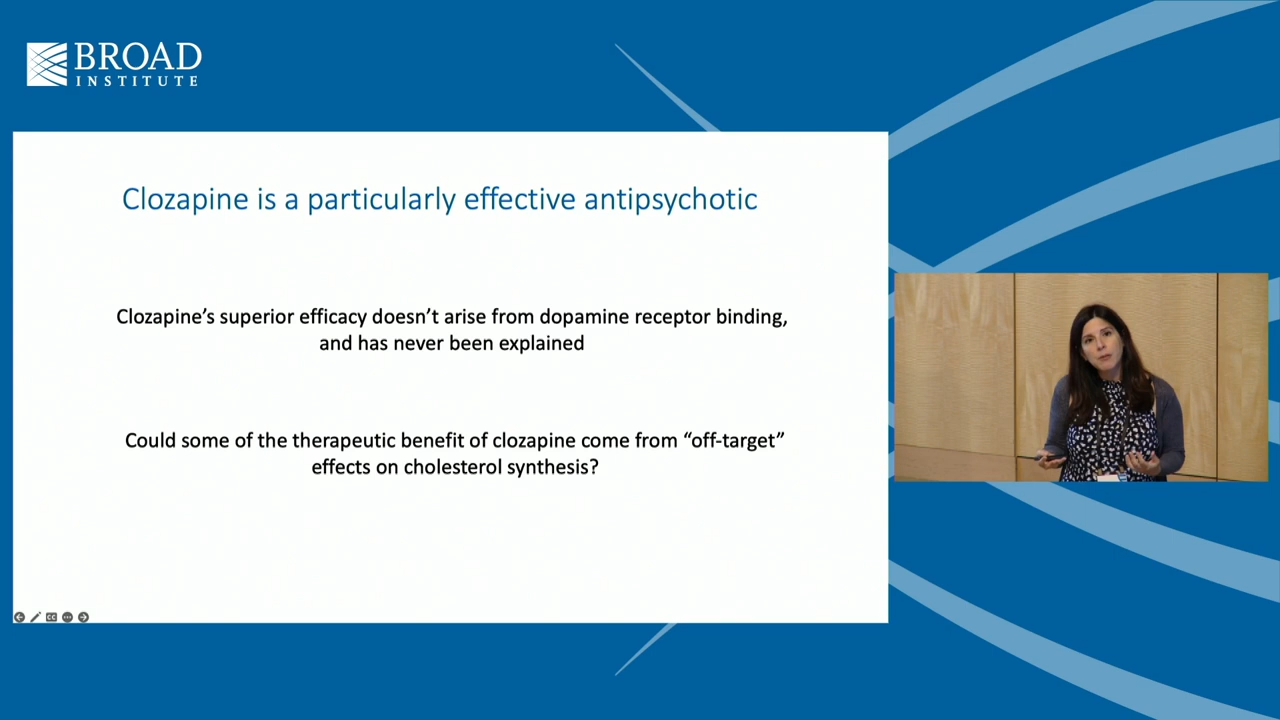 BROAD
INSTITUTE
Clozapine is a particularly effective antipsychotic
Clozapine’s superior efficacy doesn’t arise from dopamine receptor binding,
and has never been explained
Could some of the therapeutic benefit of clozapine come from “off-target”
effects on cholesterol synthesis?
CC